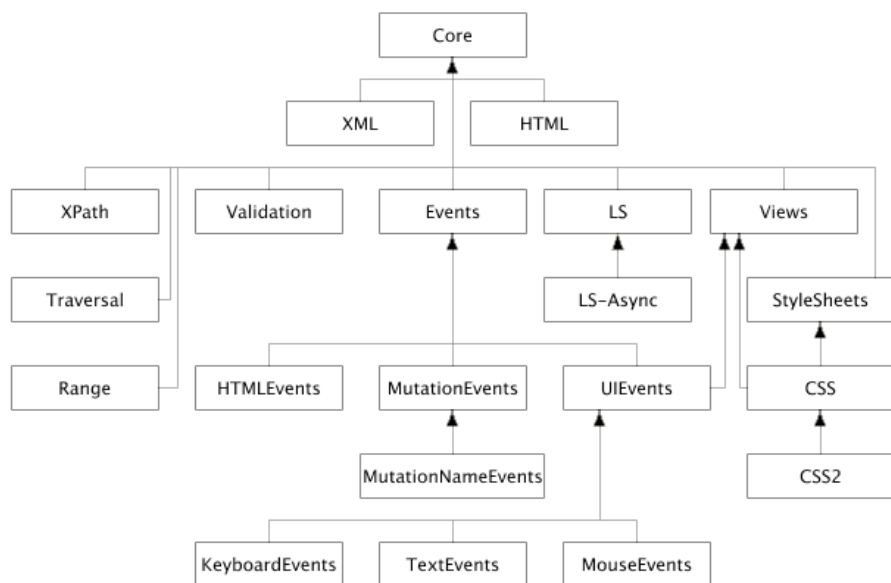 Core
XML
HTML
XPath
Validation
Events
LS
Views
Traversal
LS-Async
StyleSheets
Range
HTMLEvents
MutationEvents
UIEvents
CSS
MutationNameEvents
CSS2
KeyboardEvents
TextEvents
MouseEvents